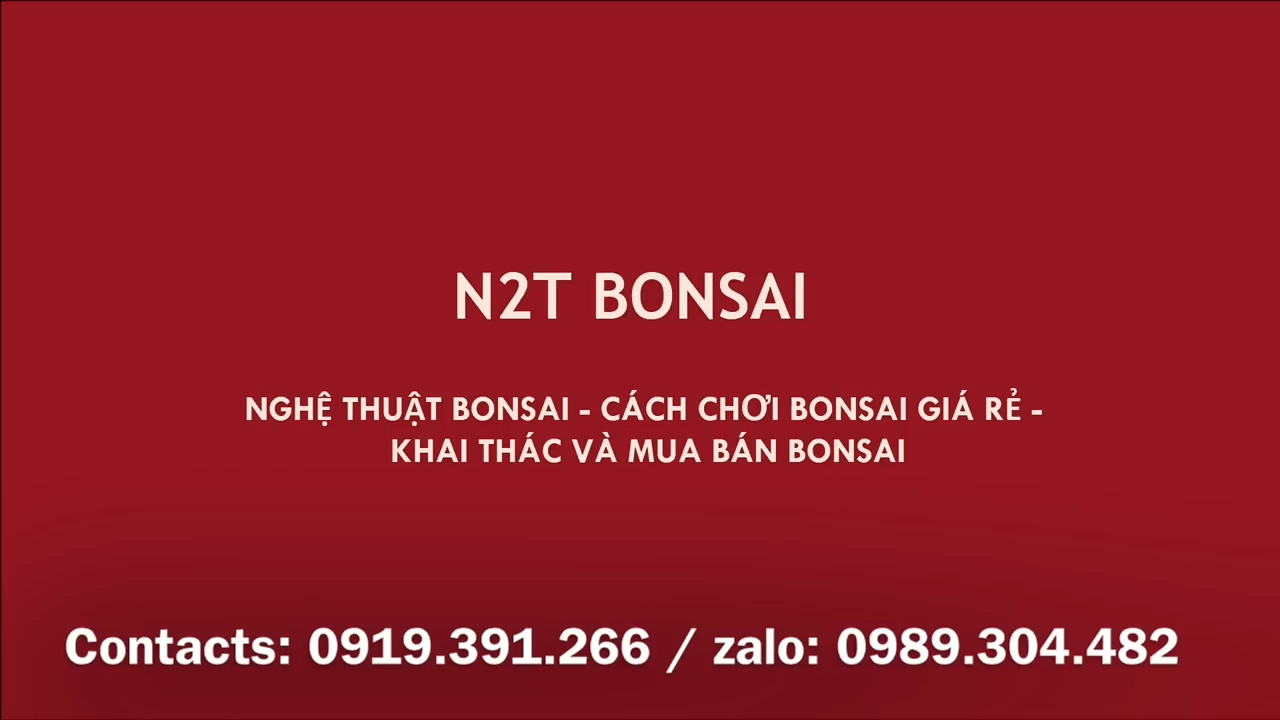 N2T BONSAI
NGHỆ THUẬT BONSAI - CÁCH CHƠI BONSAI GIÁ RẺ -
KHAI THÁC VÀ MUA BÁN BONSAI
Contacts: 0919.391.266 / zalo: 0989.304.482